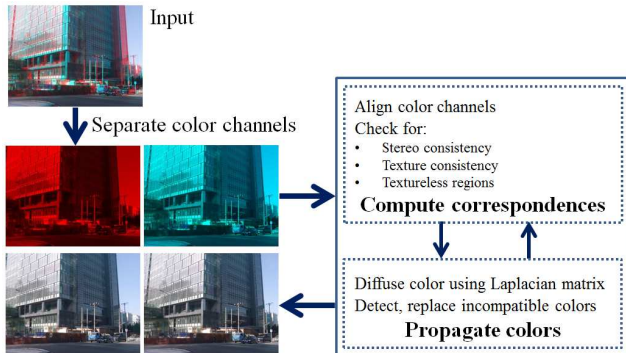 Input
Separate color channels
Align color channels
Check for:
• Stereo consistency
• Texture consistency
• Textureless regions
Compute correspondences
Diffuse color using Laplacian matrix
Detect, replace incompatible colors
Propagate colors